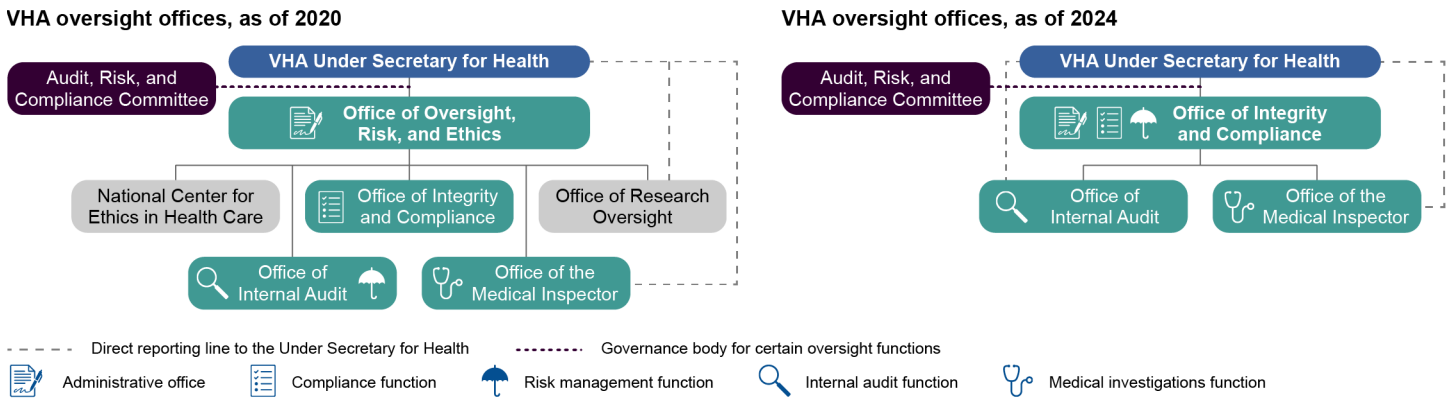 VHA oversight offices, as of 2020
VHA Under Secretary for Health
Audit, Risk, and
Compliance Committee
Office of Oversight,
Risk, and Ethics
National Center for
Ethics in Health Care
Office of Integrity
and Compliance
Office of Research
Oversight
Office of
Internal Audit
Office of the
Medical Inspector
VHA oversight offices, as of 2024
VHA Under Secretary for Health
Audit, Risk, and
Compliance Committee
Office of Integrity
and Compliance
Office of
Internal Audit
Office of the
Medical Inspector
Direct reporting line to the Under Secretary for Health
Governance body for certain oversight functions
Administrative office
Compliance function
Risk management function
Internal audit function
Medical investigations function